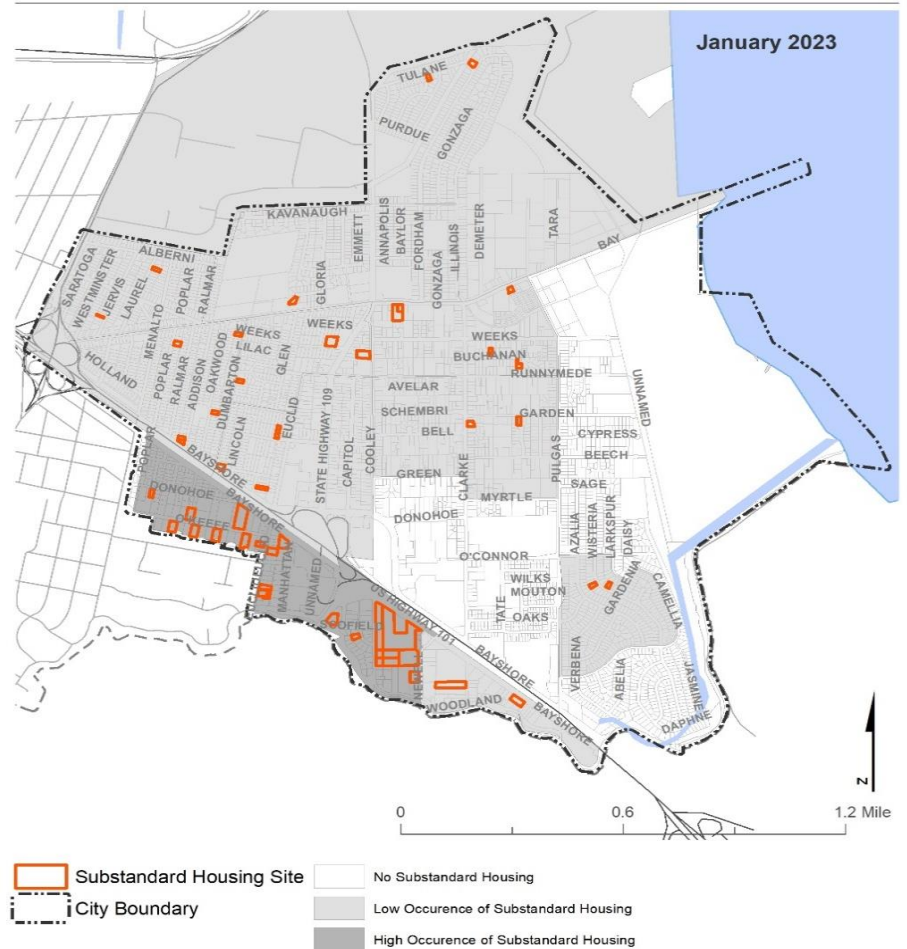 January 2023
TULANE
PURDUE
GONZAGA
KAVANAUGH
EMMETT
ANNAPOLIS
BAYLOR
FORDHAM
GONZAGA
ILLINOIS
DEMETER
TARA
BAY
SARATOGA
WESTMINSTER
JERVIS
LAUREL
ALBERNI
MENALTO
POPLAR
RALMAR
GLORIA
HOLLAND
POPLAR
RALMAR
ADDISON
OAKWOOD
WEEKS
LILAC
DUMBARTON
GLEN
WEEKS
WEEKS
BUCHANAN
RUNNYMEDE
UNNAMED
LINCOLN
EUCLID
STATE HIGHWAY 109
CAPITOL
COOLEY
AVELAR
SCHEMBRI
BELL
GARDEN
CYPRESS
BEECH
PULGAS
CLARKE
GREEN
MYRTLE
SAGE
POPLAR
BAYSHORE
BAYSHORE
DONOHOE
DONOHOE
O'CONNOR
AZALIA
WISTERIA
LARKSPUR
DAISY
MANHATTAN
UNNAMED
WILKS
MOUTON
OAKS
TATE
GARDENIA
CAMELLIA
SCOFIELD
US HIGHWAY 101
BAYSHORE
NEWELL
WOODLAND
BAYSHORE
VERBENA
ABELIA
JASMINE
DAPHNE
N
0 0.6 1.2 Mile
Substandard Housing Site
City Boundary
No Substandard Housing
Low Occurence of Substandard Housing
High Occurence of Substandard Housing